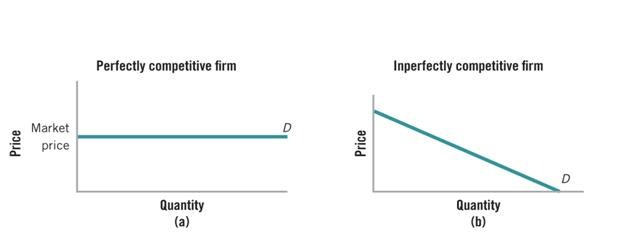 Perfectly competitive firm
Price
Market
price
D
Quantity
(a)
Inperfectly competitive firm
Price
D
Quantity
(b)